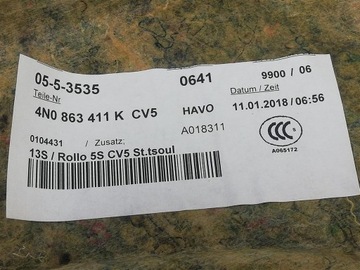 05-5-3535 0641 9900 / 06
Teile-Nr Datum / Zeit
4N0 863 411 K CV5 HAVO 11.01.2018 / 06:56
0104431 / Zusatz, A018311
13S / Rollo 5S CV5 St.tsoul
CCC
A065172